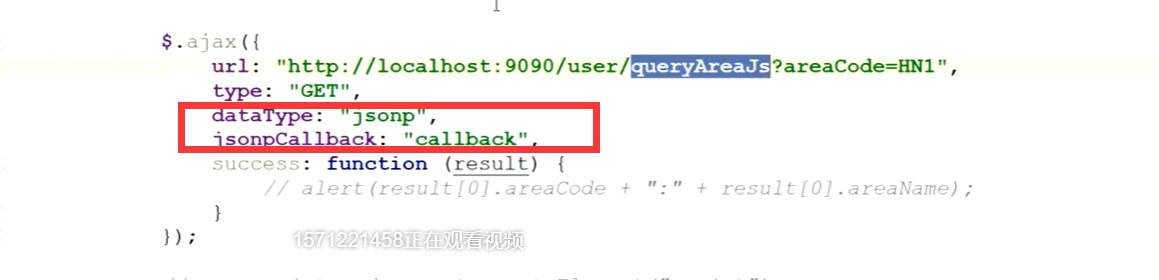 $.ajax({
url: "http://localhost:9090/user/queryAreaJs?areaCode=HN1",
type: "GET",
dataType: "jsonp",
jsonpCallback: "callback",
success: function (result) {
// alert(result[0].areaCode + ":" + result[0].areaName);
}
});
1571221458正在观看视频